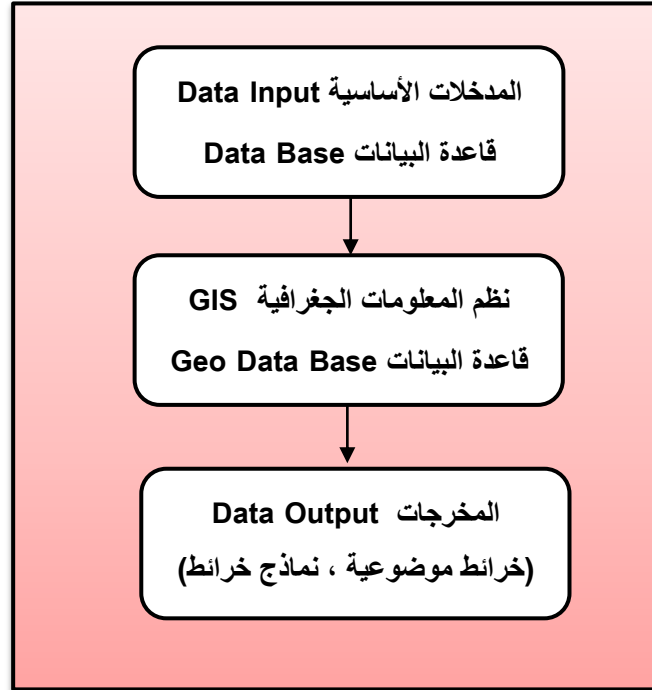 المدخلات الأساسية Data Input
قاعدة البيانات Data Base
نظم المعلومات الجغرافية GIS
قاعدة البيانات Geo Data Base
المخرجات Data Output
(خرائط موضوعية ، نماذج خرائط)